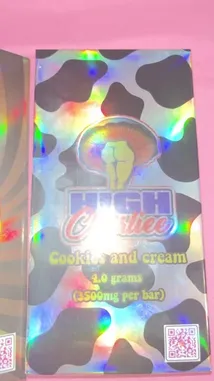 HIGH
Cookies and cream
4.0 grams
(3500mg per bar)